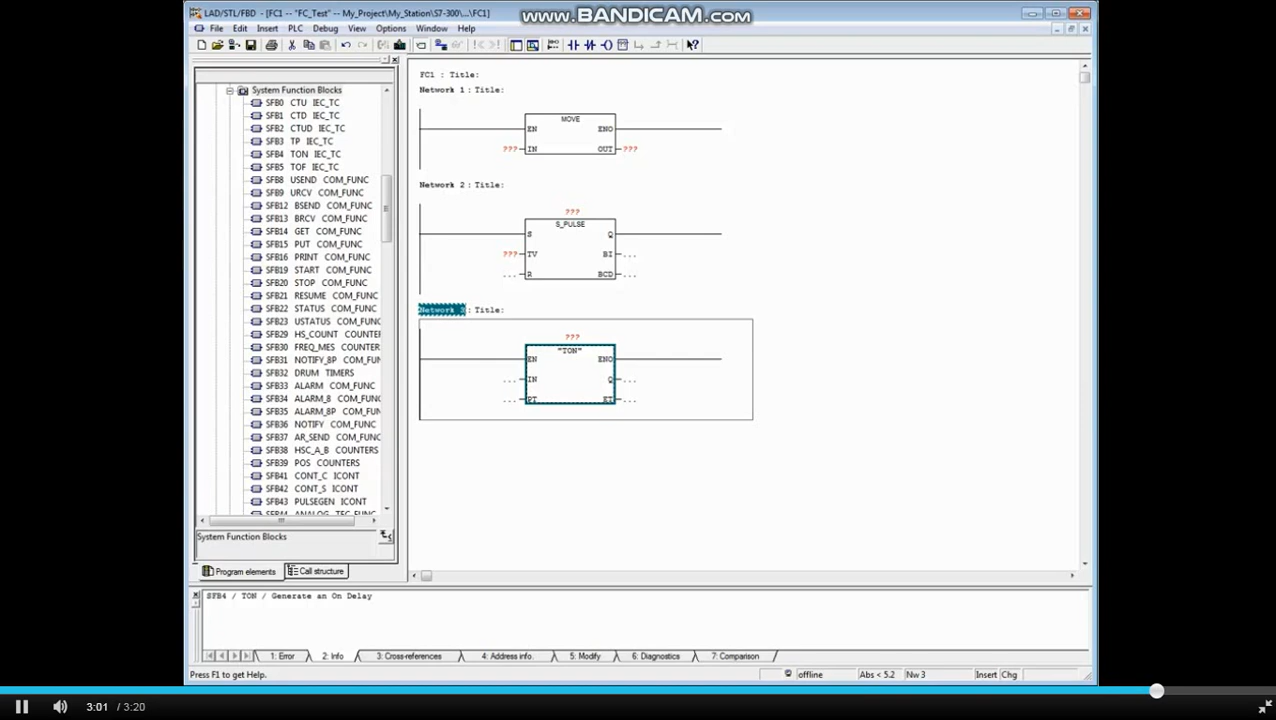 LAD/STL/FBD - [FC1 -- "FC_Test" -- My_Project\My_Station\S7-300\...\FC1]
www.BANDICAM.com
File Edit Insert PLC Debug View Options Window Help
System Function Blocks
SFB0 CTU IEC_TC
SFB1 CTD IEC_TC
SFB2 CTUD IEC_TC
SFB3 TP IEC_TC
SFB4 TON IEC_TC
SFB5 TOF IEC_TC
SFB8 USEND COM_FUNC
SFB9 URCV COM_FUNC
SFB12 BSEND COM_FUNC
SFB13 BRCV COM_FUNC
SFB14 GET COM_FUNC
SFB15 PUT COM_FUNC
SFB16 PRINT COM_FUNC
SFB19 START COM_FUNC
SFB20 STOP COM_FUNC
SFB21 RESUME COM_FUNC
SFB22 STATUS COM_FUNC
SFB23 USTATUS COM_FUNC
SFB29 HS_COUNT COUNTER
SFB30 FREQ_MES COUNTER
SFB31 NOTIFY_8P COM_FUN
SFB32 DRUM TIMERS
SFB33 ALARM COM_FUNC
SFB34 ALARM_8 COM_FUNC
SFB35 ALARM_8P COM_FUNC
SFB36 NOTIFY COM_FUNC
SFB37 AR_SEND COM_FUNC
SFB38 HSC_A_B COUNTERS
SFB39 POS COUNTERS
SFB41 CONT_C ICONT
SFB42 CONT_S ICONT
SFB43 PULSEGEN ICONT
SFB44 ANALOG TEC_FUNC
System Function Blocks
Program elements
Call structure
FC1 : Title:
Network 1 : Title:
MOVE
EN ENO
??? IN OUT ???
Network 2 : Title:
???
S_PULSE
S Q
??? TV BI ...
... R BCD ...
Network 3 : Title:
???
"TON"
EN ENO
... IN Q ...
... PT ET ...
SFB4 / TON / Generate an On Delay
1: Error 2: Info 3: Cross-references 4: Address info. 5: Modify 6: Diagnostics 7: Comparison
Press F1 to get Help.
offline
Abs < 5.2
Nw 3
Insert
Chg
3:01 / 3:20